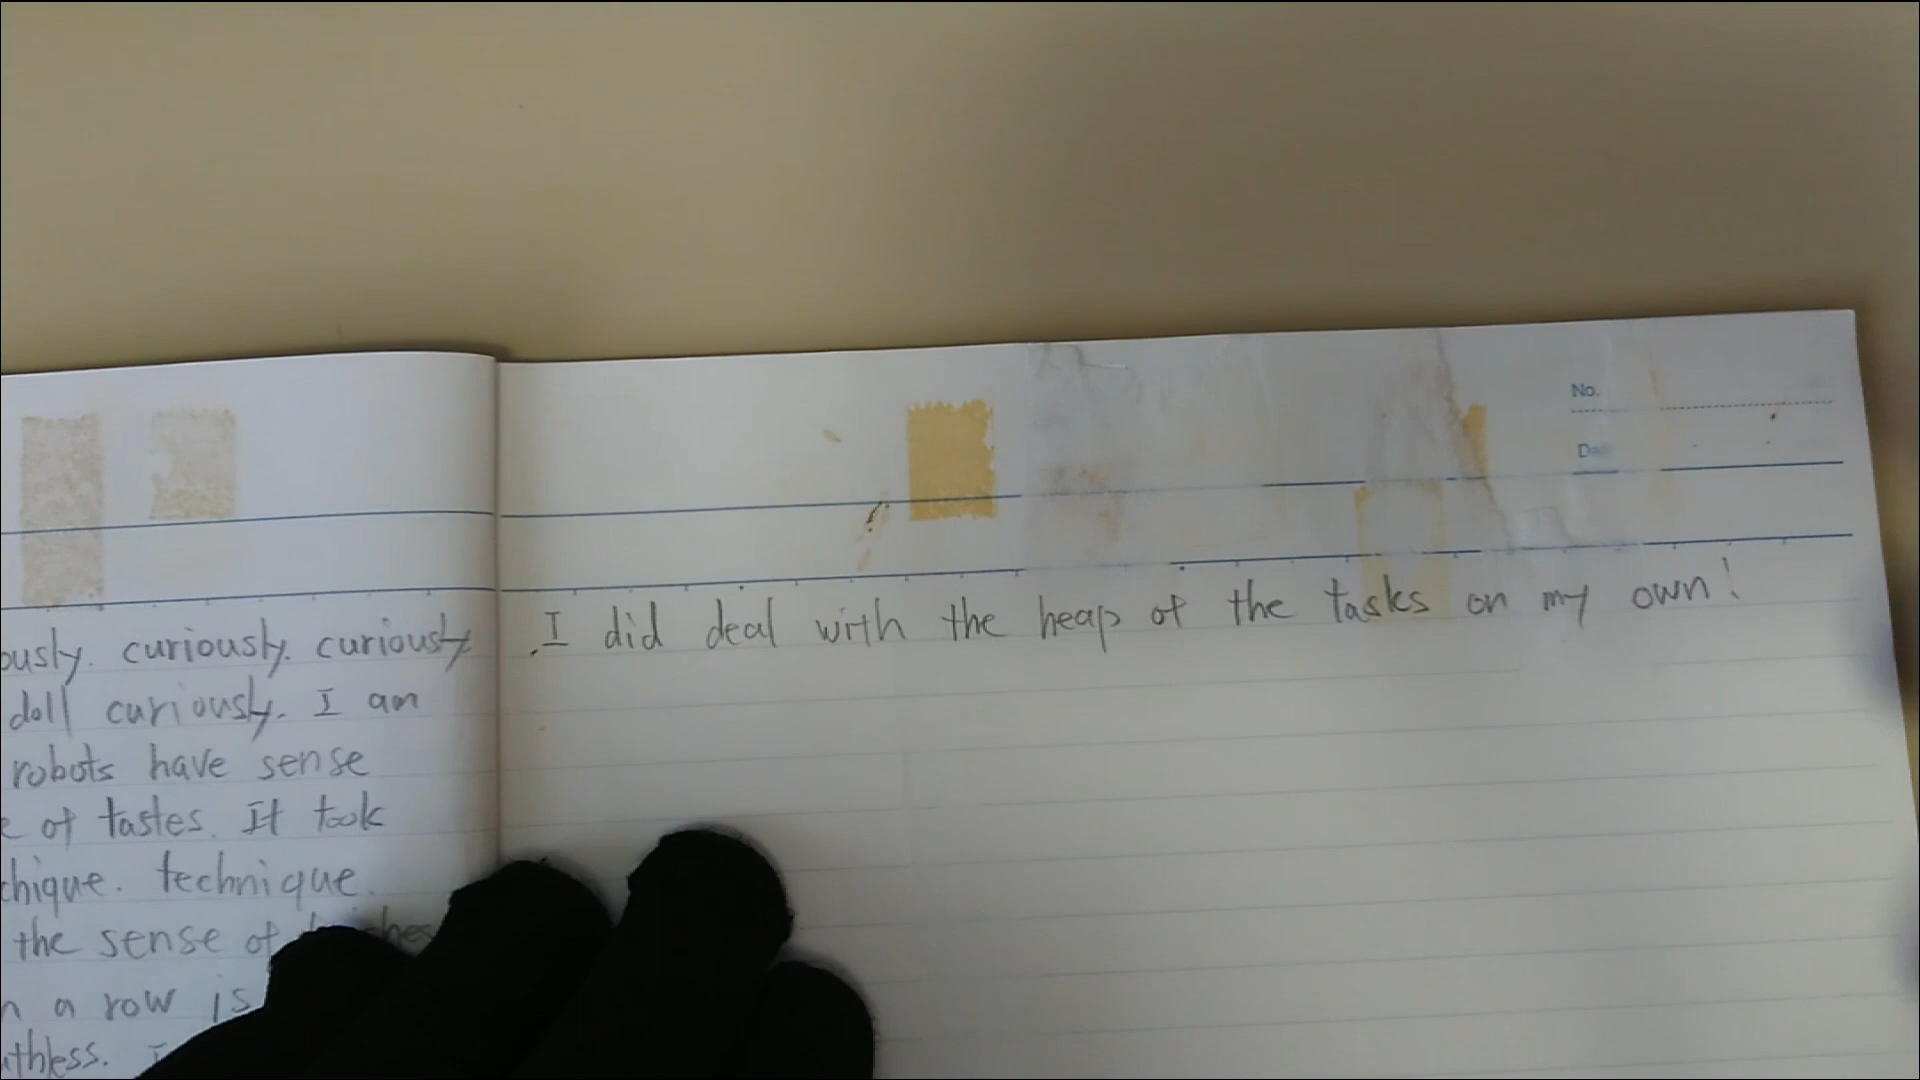 ously. curiously. curiously
doll curiously. I am
robots have sense
of tastes. It took
chique. technique.
the sense of
n a row is
thless.
No.
Da
.I did deal with the heap of the tasks on my own!